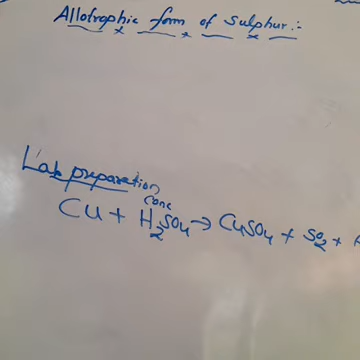 Allotrophic form of Sulphur:-
Lab preparation
Conc
Cu + H2SO4 → CuSO4 + SO2 +